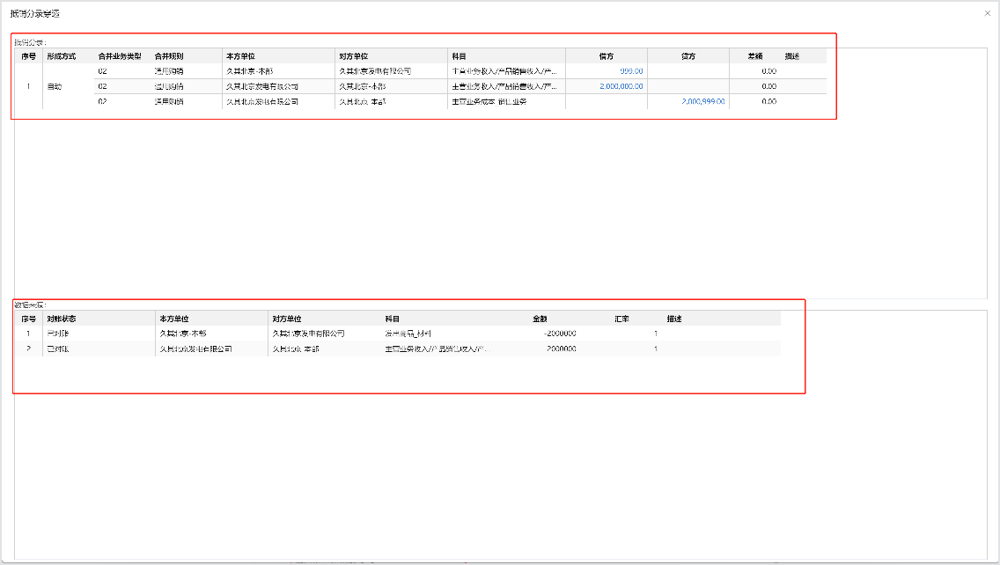 抵销分录穿透
抵销分录:
序号 形成方式 合并业务类型 合并规则 本方单位 对方单位 科目 借方 贷方 差额 描述
02 通用购销 久其北京-本部 久其北京发电有限公司 主营业务收入/产品销售收入/产... 999.00 0.00
1 自动 02 通用购销 久其北京发电有限公司 久其北京-本部 主营业务收入/产品销售收入/产... 2,000,000.00 0.00
02 通用购销 久其北京发电有限公司 久其北京-本部 主营业务成本_销售业务 2,000,999.00 0.00
数据来源:
序号 对账状态 本方单位 对方单位 科目 金额 汇率 描述
1 已对账 久其北京-本部 久其北京发电有限公司 发出商品_材料 -2000000 1
2 已对账 久其北京发电有限公司 久其北京-本部 主营业务收入/产品销售收入/产... 2000000 1